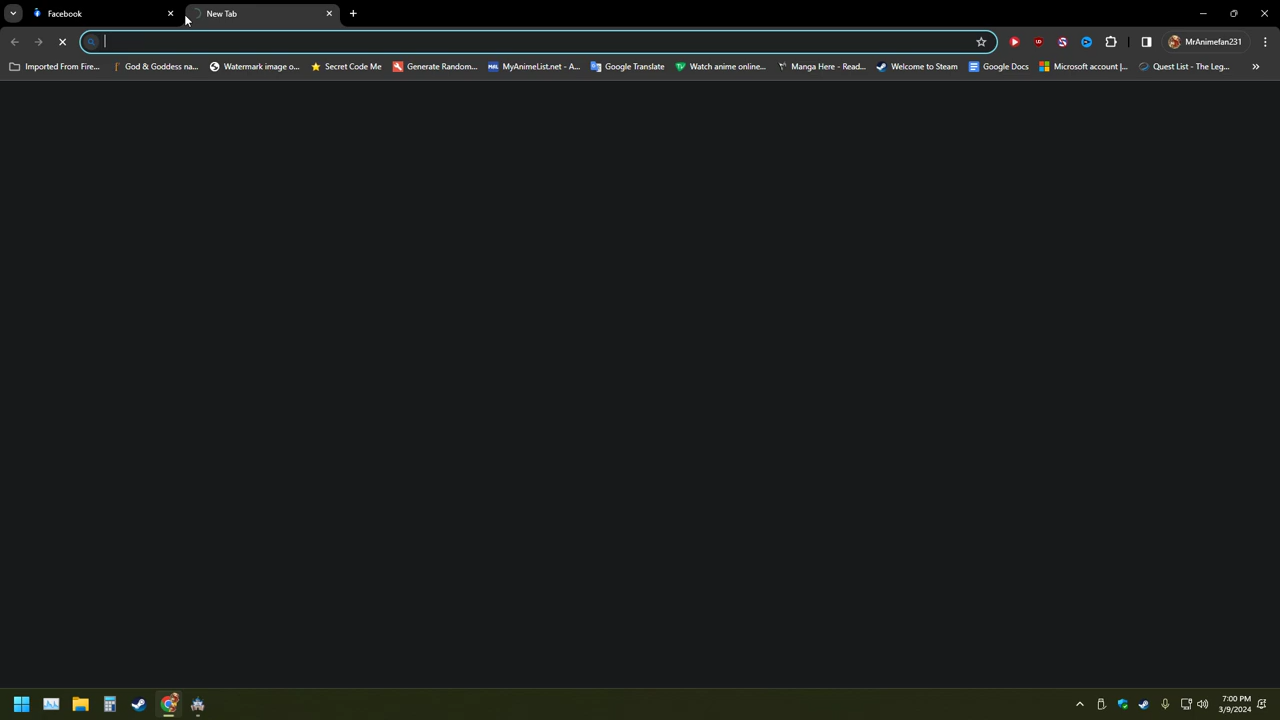 Facebook
New Tab
MrAnimefan231
Imported From Fire...
God & Goddess na...
Watermark image o...
Secret Code Me
Generate Random...
MyAnimeList.net - A...
Google Translate
Watch anime online...
Manga Here - Read...
Welcome to Steam
Google Docs
Microsoft account |...
Quest List - The Leg...
7:00 PM
3/9/2024